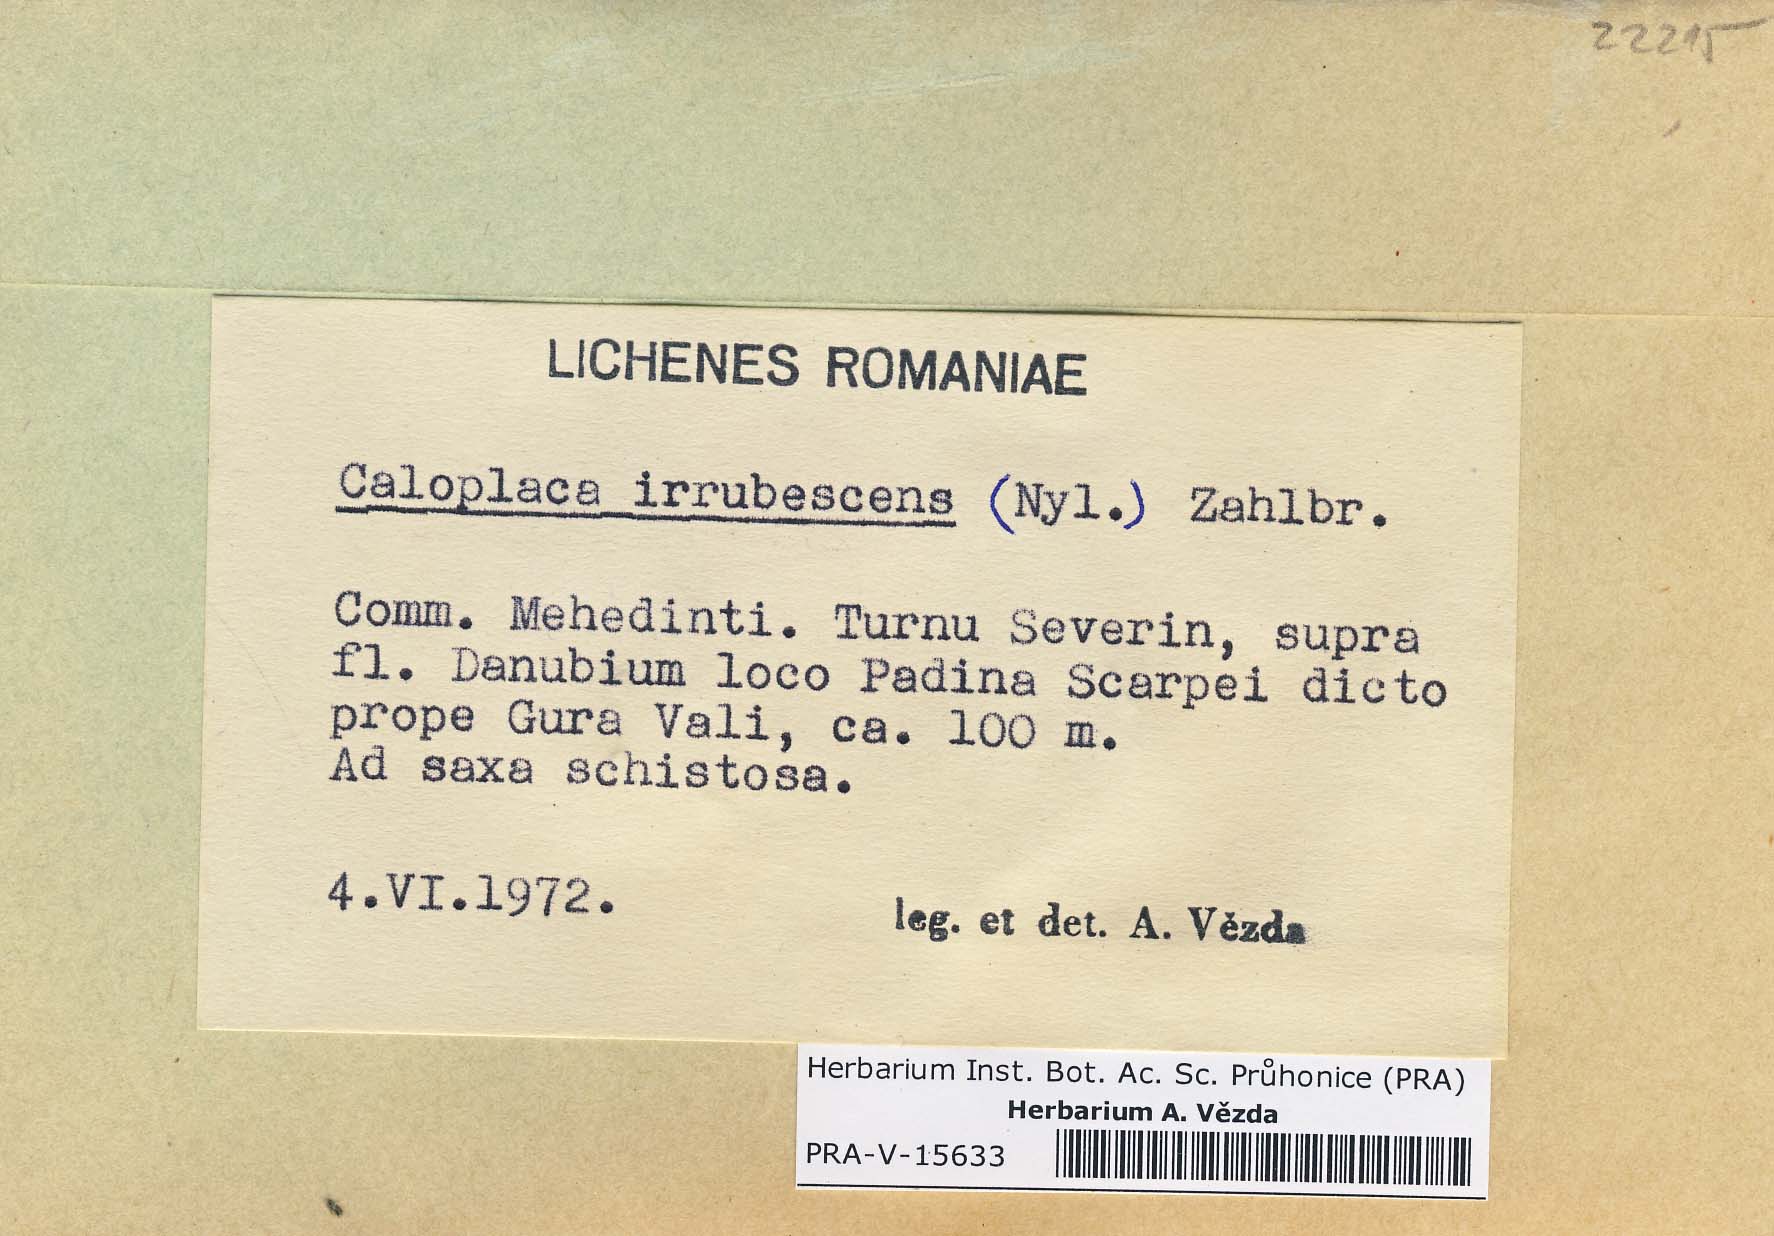 22215
LICHENES ROMANIAE
Caloplaca irrubescens (Nyl.) Zahlbr.
Comm. Mehedinti. Turnu Severin, supra
fl. Danubium loco Padina Scarpei dicto
prope Gura Vali, ca. 100 m.
Ad saxa schistosa.
4.VI.1972.
leg. et det. A. Vězda
Herbarium Inst. Bot. Ac. Sc. Průhonice (PRA)
Herbarium A. Vězda
PRA-V-15633